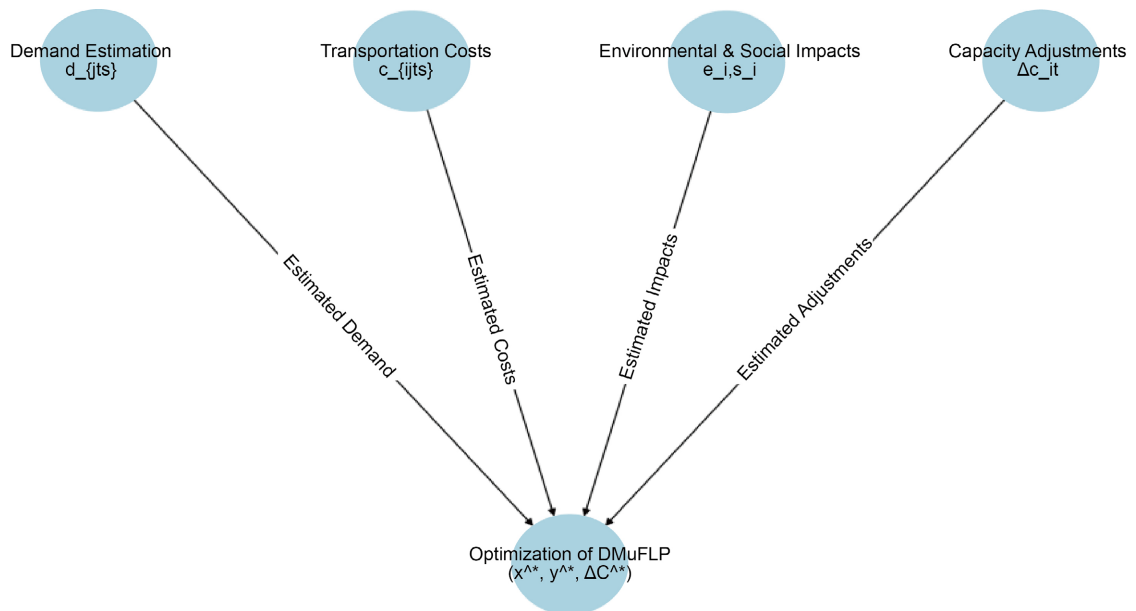 Demand Estimation
d_{jts}
Transportation Costs
c_{ijts}
Environmental & Social Impacts
e_i,s_i
Capacity Adjustments
Δc_it
Estimated Demand
Estimated Costs
Estimated Impacts
Estimated Adjustments
Optimization of DMuFLP
(x^*, y^*, ΔC^*)